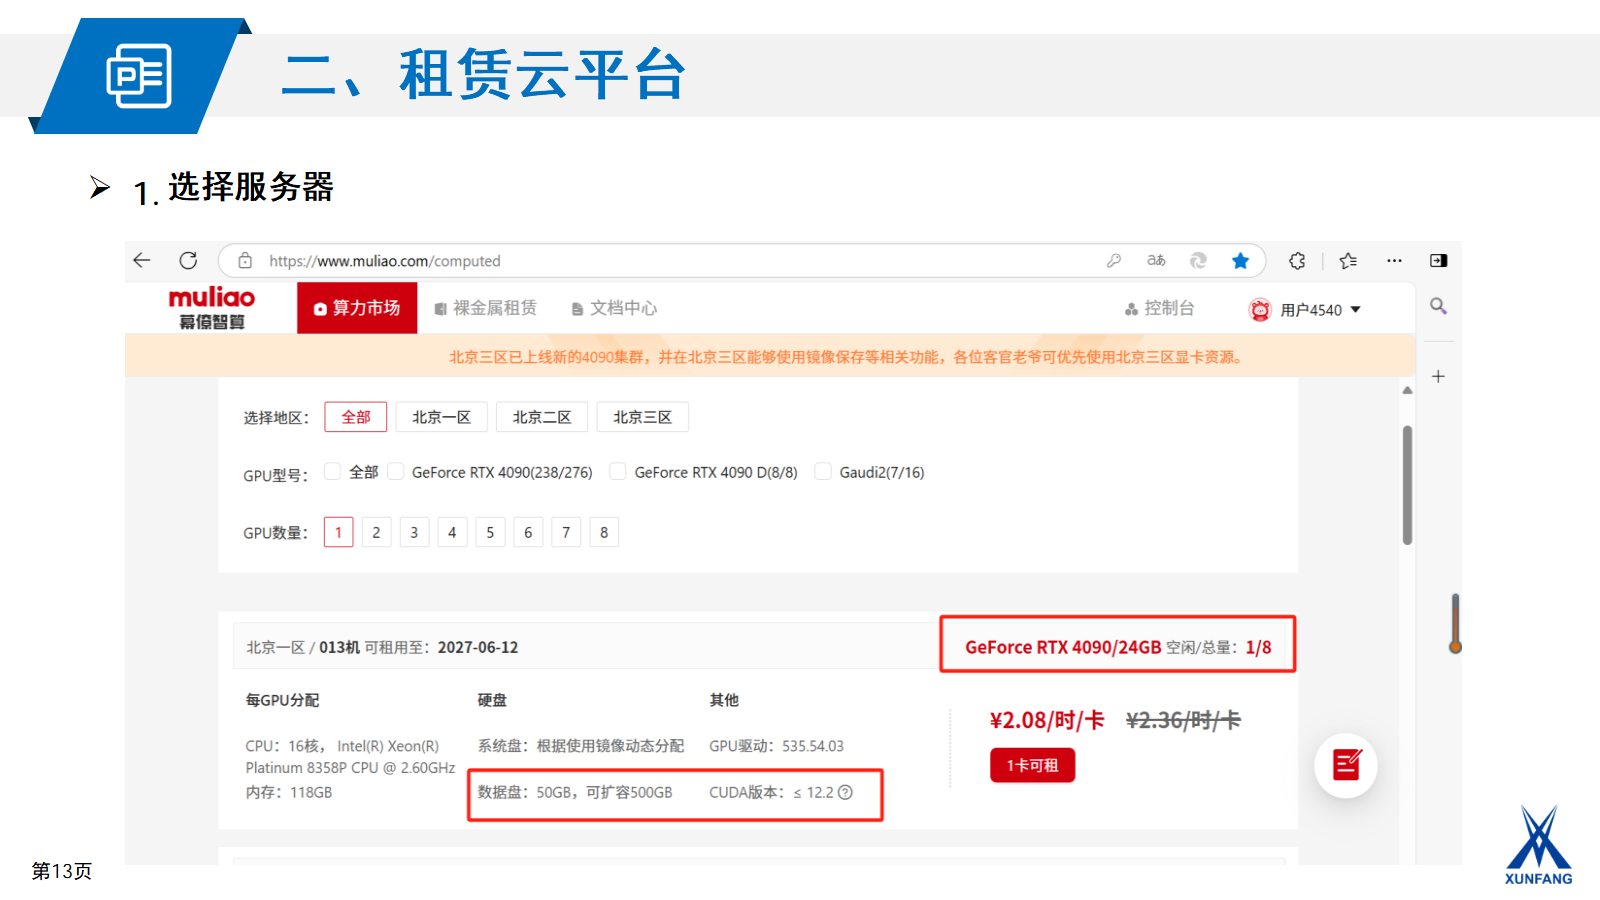 二、租赁云平台
➢ 1. 选择服务器
https://www.muliao.com/computed
muliao
幕僚智算
算力市场
裸金属租赁
文档中心
控制台
用户4540
北京三区已上线新的4090集群，并在北京三区能够使用镜像保存等相关功能，各位客官老爷可优先使用北京三区显卡资源。
选择地区： 全部 北京一区 北京二区 北京三区
GPU型号： 全部 GeForce RTX 4090(238/276) GeForce RTX 4090 D(8/8) Gaudi2(7/16)
GPU数量： 1 2 3 4 5 6 7 8
北京一区 / 013机 可租用至：2027-06-12
GeForce RTX 4090/24GB 空闲/总量：1/8
每GPU分配 硬盘 其他
¥2.08/时/卡 ¥2.36/时/卡
CPU：16核， Intel(R) Xeon(R)
Platinum 8358P CPU @ 2.60GHz
内存：118GB
系统盘：根据使用镜像动态分配
数据盘：50GB，可扩容500GB
GPU驱动：535.54.03
CUDA版本：≤ 12.2
1卡可租
第13页
XUNFANG